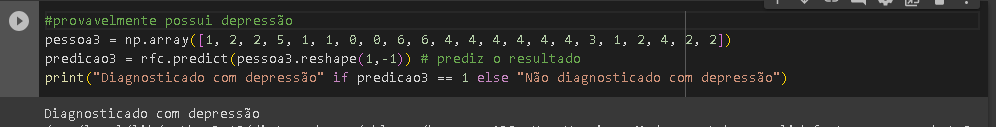 #provavelmente possui depressão
pessoa3 = np.array([1, 2, 2, 5, 1, 1, 0, 0, 6, 6, 4, 4, 4, 4, 4, 4, 3, 1, 2, 4, 2, 2])
predicao3 = rfc.predict(pessoa3.reshape(1,-1)) # prediz o resultado
print("Diagnosticado com depressão" if predicao3 == 1 else "Não diagnosticado com depressão")
Diagnosticado com depressão